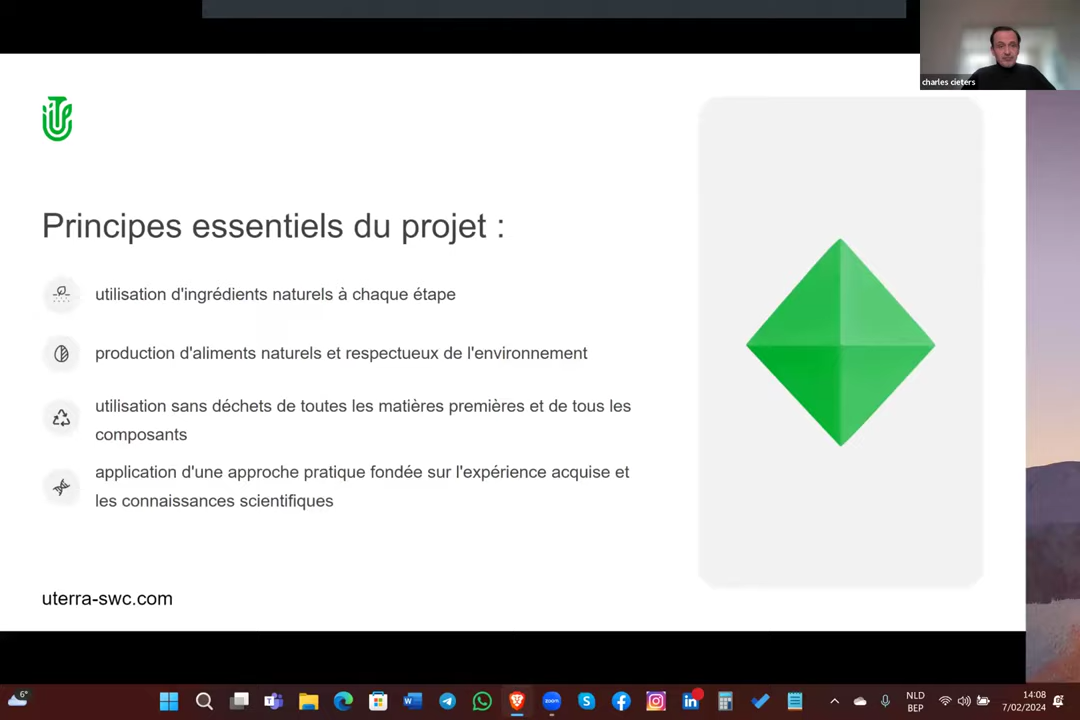 charles cieters
Principes essentiels du projet :
utilisation d'ingrédients naturels à chaque étape
production d'aliments naturels et respectueux de l'environnement
utilisation sans déchets de toutes les matières premières et de tous les
composants
application d'une approche pratique fondée sur l'expérience acquise et
les connaissances scientifiques
uterra-swc.com
6°
zoom
NLD
BEP
14:08
7/02/2024